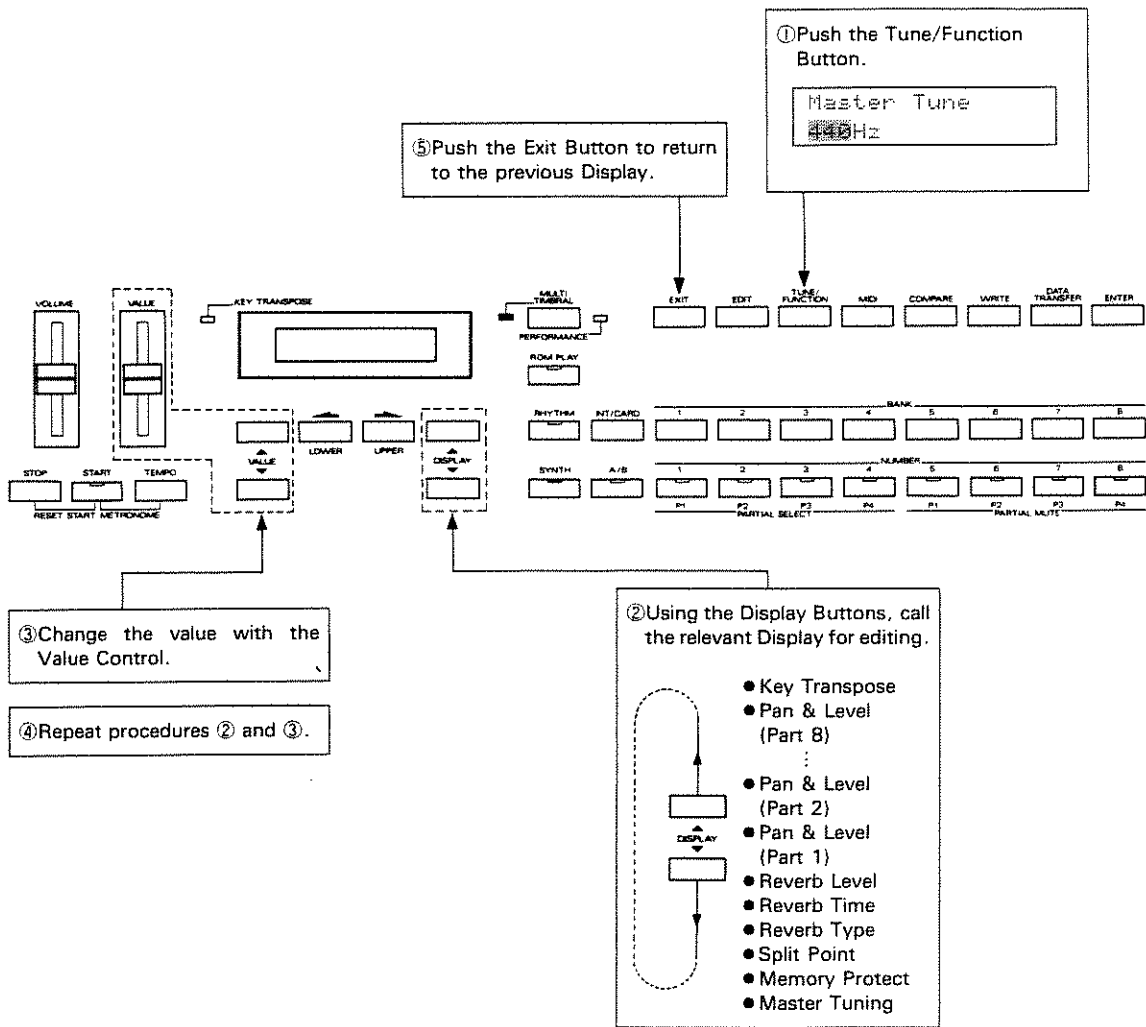 ①Push the Tune/Function
Button.
Master Tune
440Hz
⑤Push the Exit Button to return
to the previous Display.
VOLUME
VALUE
KEY TRANSPOSE
MULTI
TIMBRAL
PERFORMANCE
EXIT
EDIT
TUNE/
FUNCTION
MIDI
COMPARE
WRITE
DATA
TRANSFER
ENTER
ROM PLAY
RHYTHM
INT/CARD
BANK
1 2 3 4 5 6 7 8
VALUE
LOWER
UPPER
DISPLAY
STOP
START
TEMPO
RESET START
METRONOME
SYNTH
A/B
NUMBER
1 2 3 4 5 6 7 8
P1 P2 P3 P4 P1 P2 P3 P4
PARTIAL SELECT
PARTIAL MUTE
③Change the value with the
Value Control.
④Repeat procedures ② and ③.
②Using the Display Buttons, call
the relevant Display for editing.
● Key Transpose
● Pan & Level
(Part 8)
⋮
● Pan & Level
(Part 2)
● Pan & Level
(Part 1)
● Reverb Level
● Reverb Time
● Reverb Type
● Split Point
● Memory Protect
● Master Tuning
DISPLAY